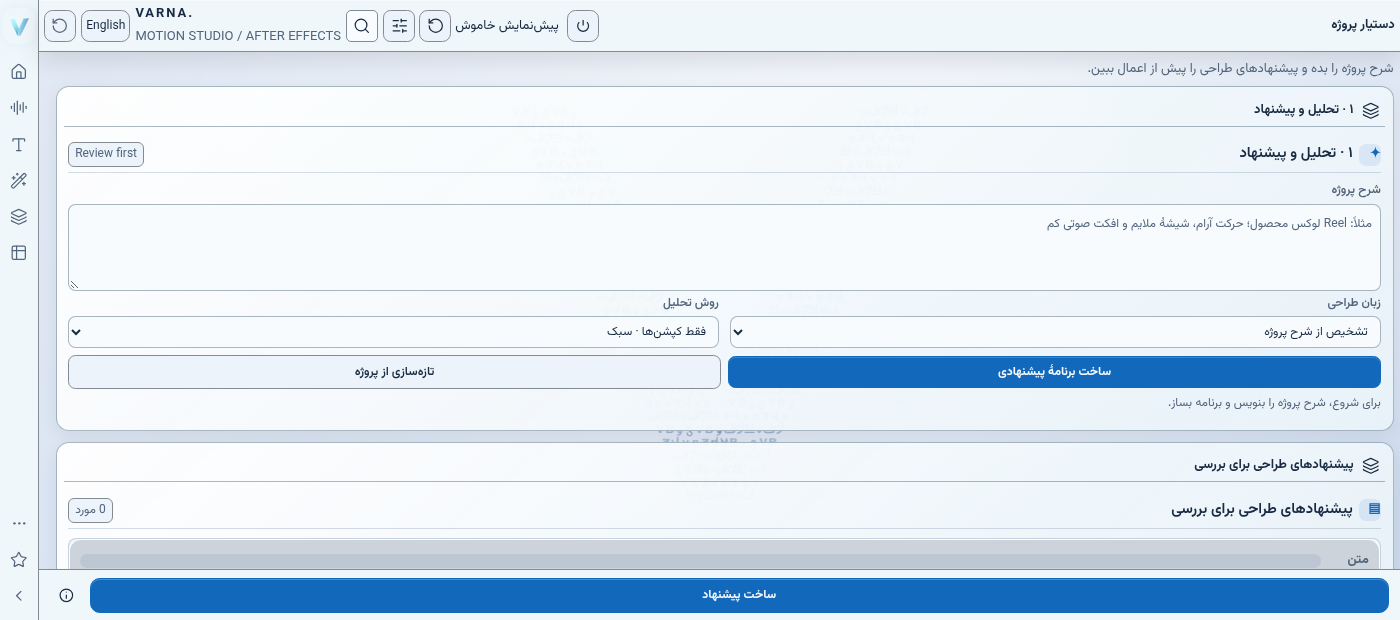 دستیار پروژه
پیش‌نمایش خاموش
VARNA.
MOTION STUDIO / AFTER EFFECTS
English
شرح پروژه را بده و پیشنهادهای طراحی را پیش از اعمال ببین.
۱ · تحلیل و پیشنهاد
۱ · تحلیل و پیشنهاد
Review first
شرح پروژه
مثلاً: Reel لوکس محصول؛ حرکت آرام، شیشهٔ ملایم و افکت صوتی کم
زبان طراحی
روش تحلیل
تشخیص از شرح پروژه
فقط کپشن‌ها · سبک
ساخت برنامهٔ پیشنهادی
تازه‌سازی از پروژه
برای شروع، شرح پروژه را بنویس و برنامه بساز.
پیشنهادهای طراحی برای بررسی
پیشنهادهای طراحی برای بررسی
0 مورد
متن
ساخت پیشنهاد